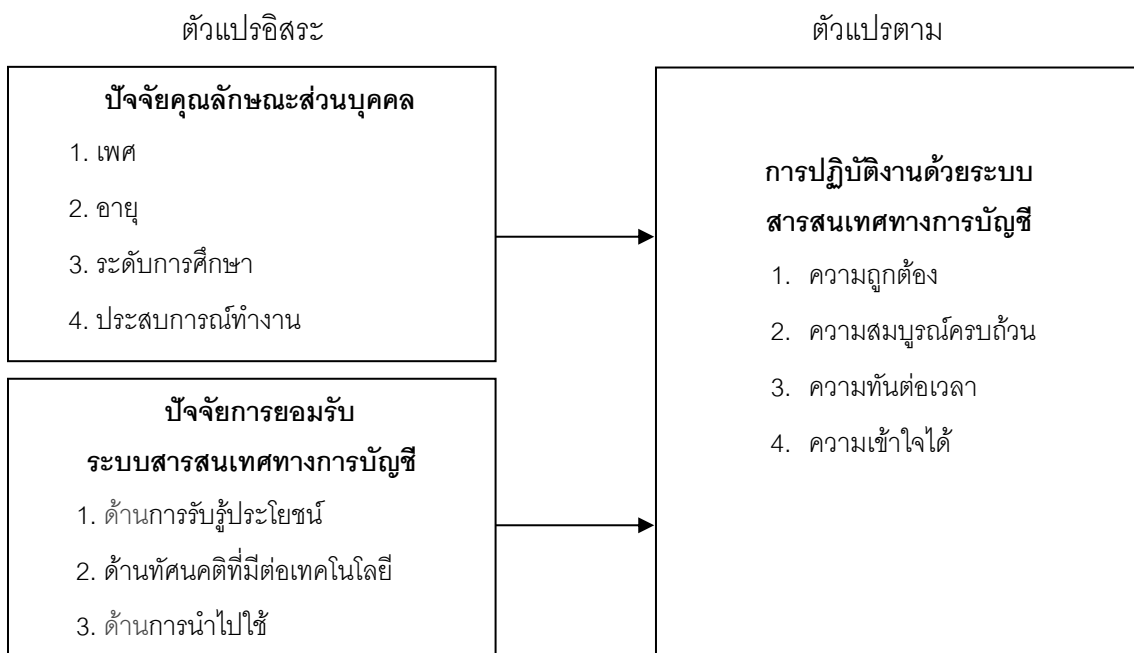 ตัวแปรอิสระ
ตัวแปรตาม
ปัจจัยคุณลักษณะส่วนบุคคล
1. เพศ
2. อายุ
3. ระดับการศึกษา
4. ประสบการณ์ทำงาน
ปัจจัยการยอมรับ
ระบบสารสนเทศทางการบัญชี
1. ด้านการรับรู้ประโยชน์
2. ด้านทัศนคติที่มีต่อเทคโนโลยี
3. ด้านการนำไปใช้
การปฏิบัติงานด้วยระบบ
สารสนเทศทางการบัญชี
1. ความถูกต้อง
2. ความสมบูรณ์ครบถ้วน
3. ความทันต่อเวลา
4. ความเข้าใจได้